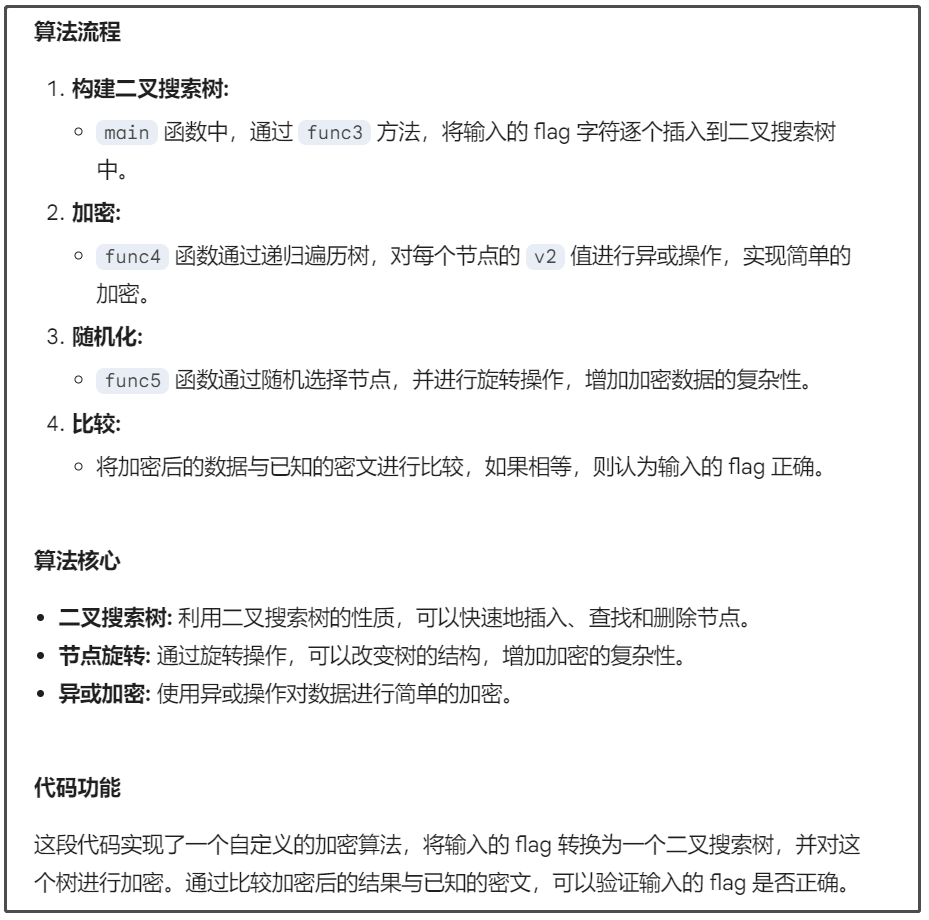 算法流程
1. 构建二叉搜索树:
main 函数中，通过 func3 方法，将输入的 flag 字符逐个插入到二叉搜索树
中。
2. 加密:
func4 函数通过递归遍历树，对每个节点的 v2 值进行异或操作，实现简单的
加密。
3. 随机化:
func5 函数通过随机选择节点，并进行旋转操作，增加加密数据的复杂性。
4. 比较:
将加密后的数据与已知的密文进行比较，如果相等，则认为输入的 flag 正确。
算法核心
二叉搜索树: 利用二叉搜索树的性质，可以快速地插入、查找和删除节点。
节点旋转: 通过旋转操作，可以改变树的结构，增加加密的复杂性。
异或加密: 使用异或操作对数据进行简单的加密。
代码功能
这段代码实现了一个自定义的加密算法，将输入的 flag 转换为一个二叉搜索树，并对这
个树进行加密。通过比较加密后的结果与已知的密文，可以验证输入的 flag 是否正确。